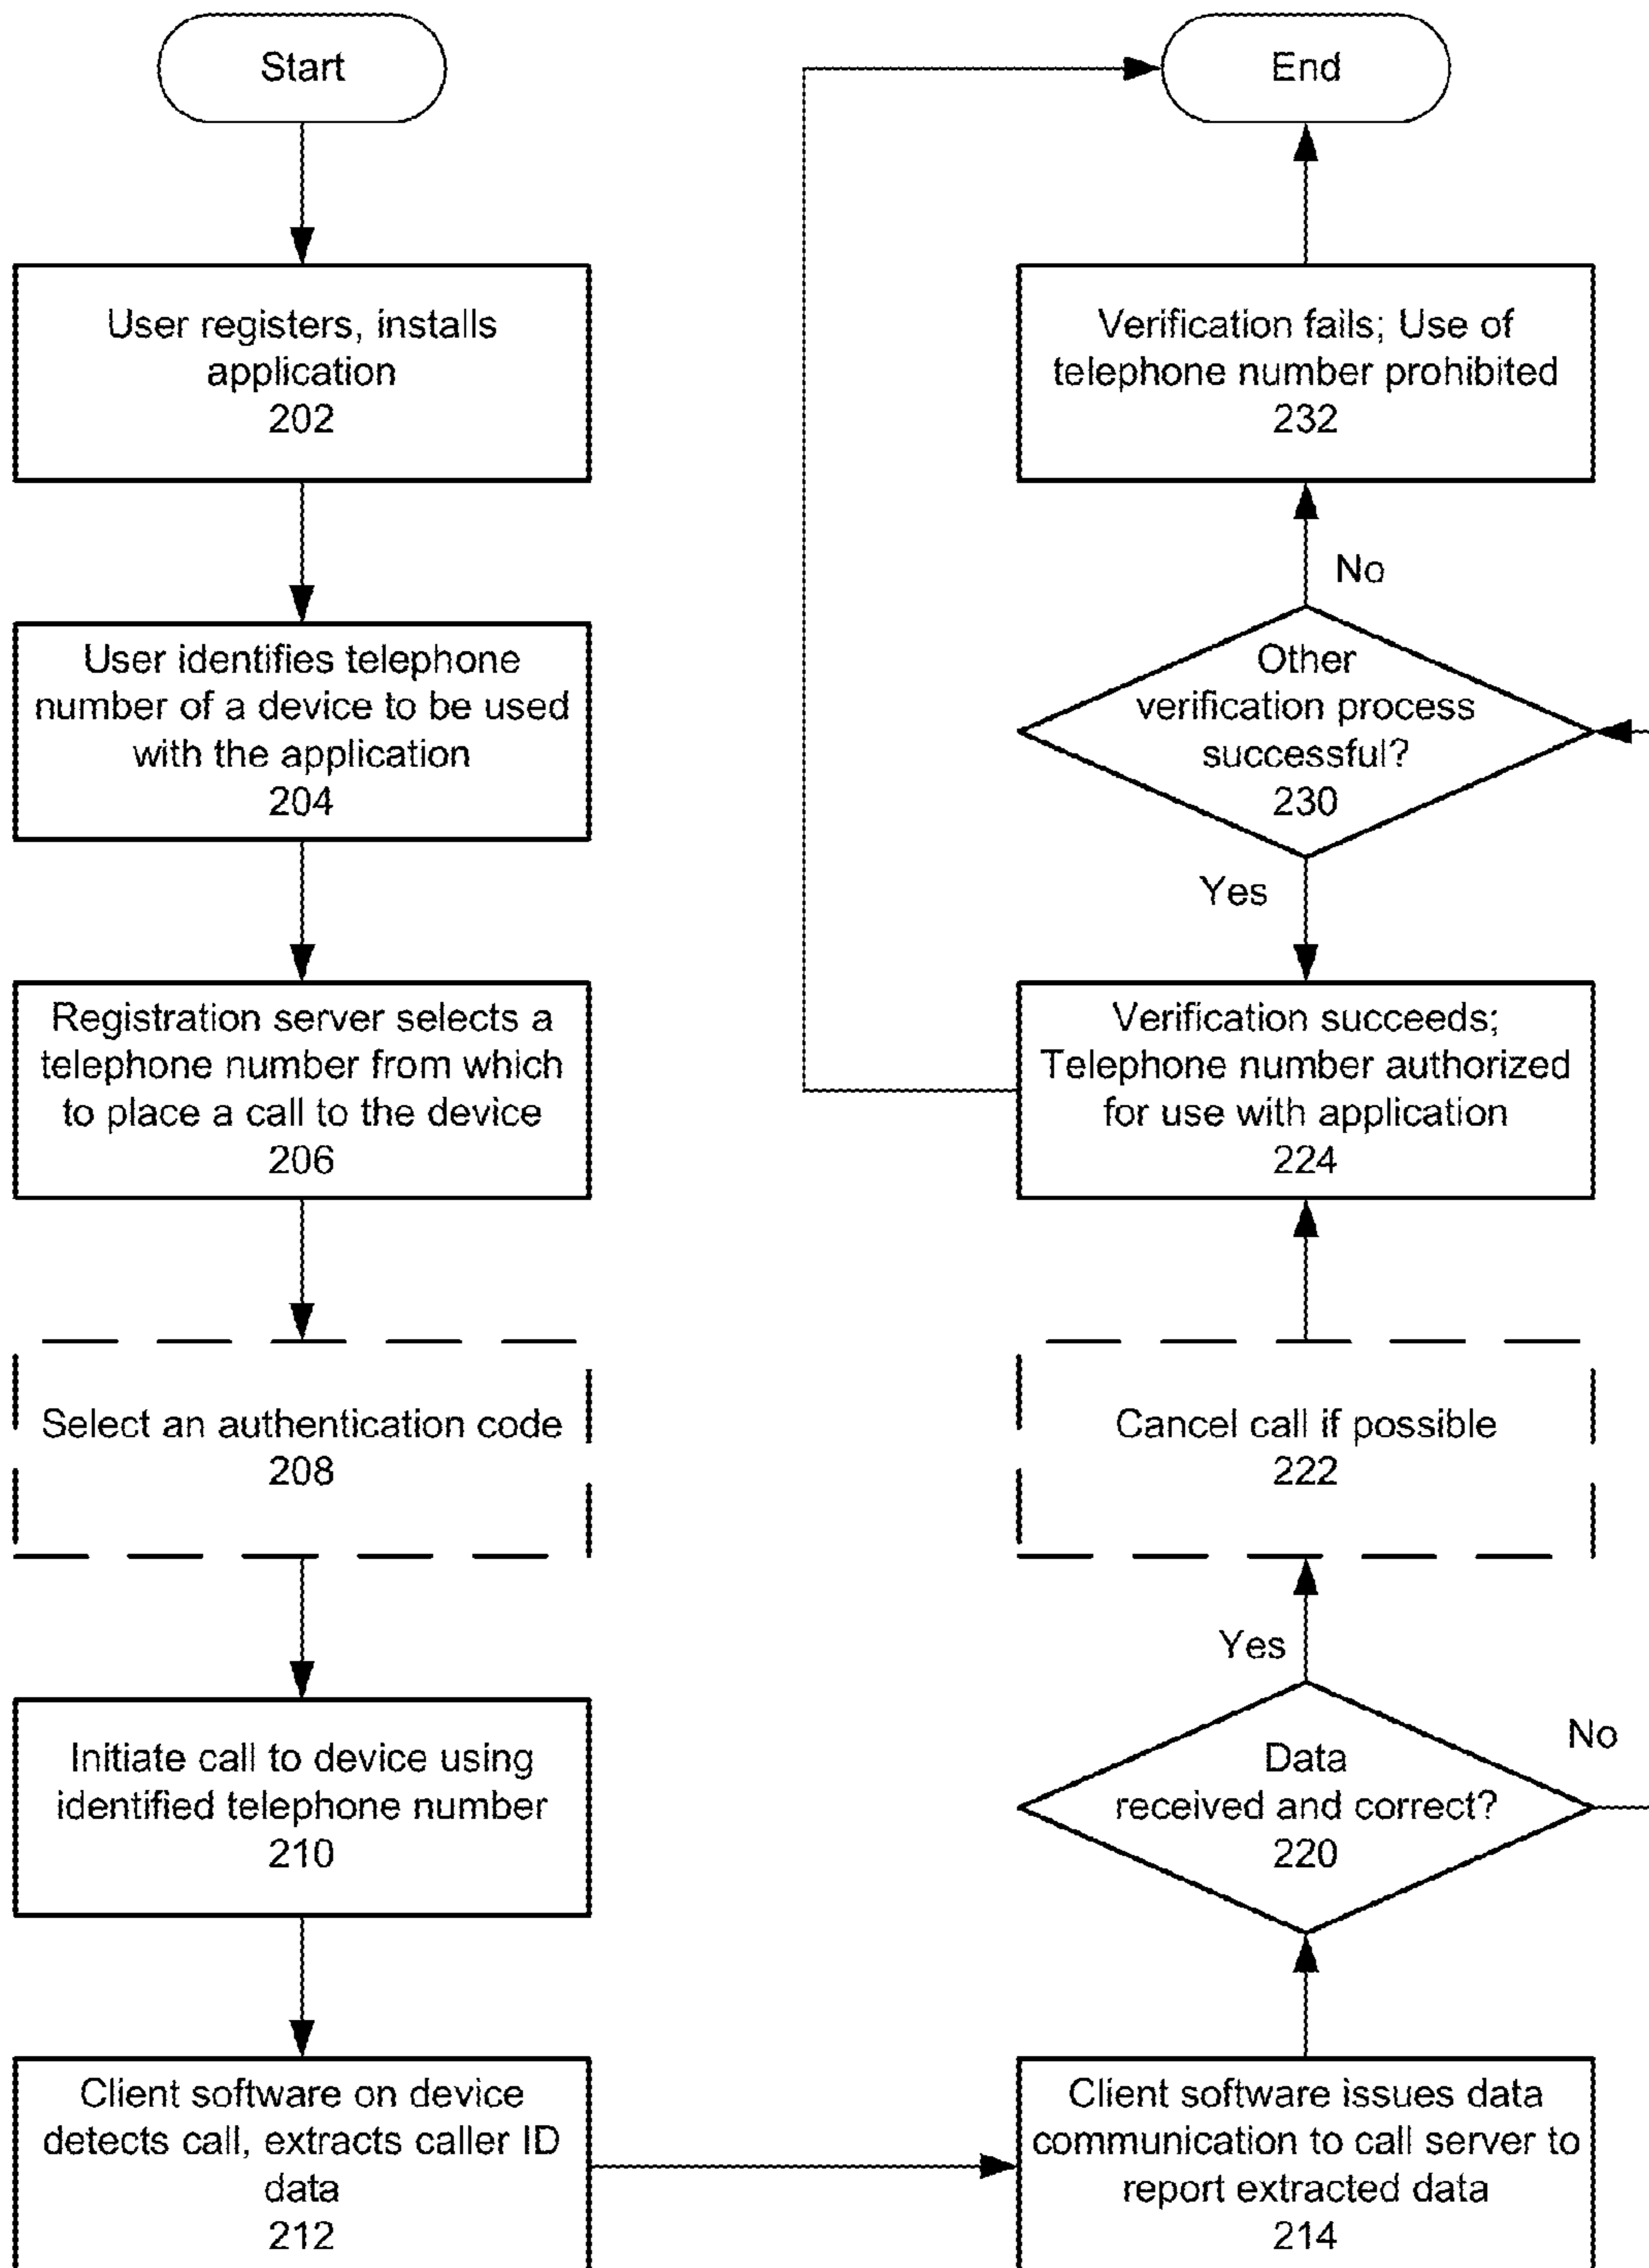 Start
User registers, installs
application
202
User identifies telephone
number of a device to be used
with the application
204
Registration server selects a
telephone number from which
to place a call to the device
206
Select an authentication code
208
Initiate call to device using
identified telephone number
210
Client software on device
detects call, extracts caller ID
data
212
Client software issues data
communication to call server to
report extracted data
214
Data
received and correct?
220
Yes
No
Cancel call if possible
222
Verification succeeds;
Telephone number authorized
for use with application
224
Other
verification process
successful?
230
Yes
No
Verification fails; Use of
telephone number prohibited
232
End